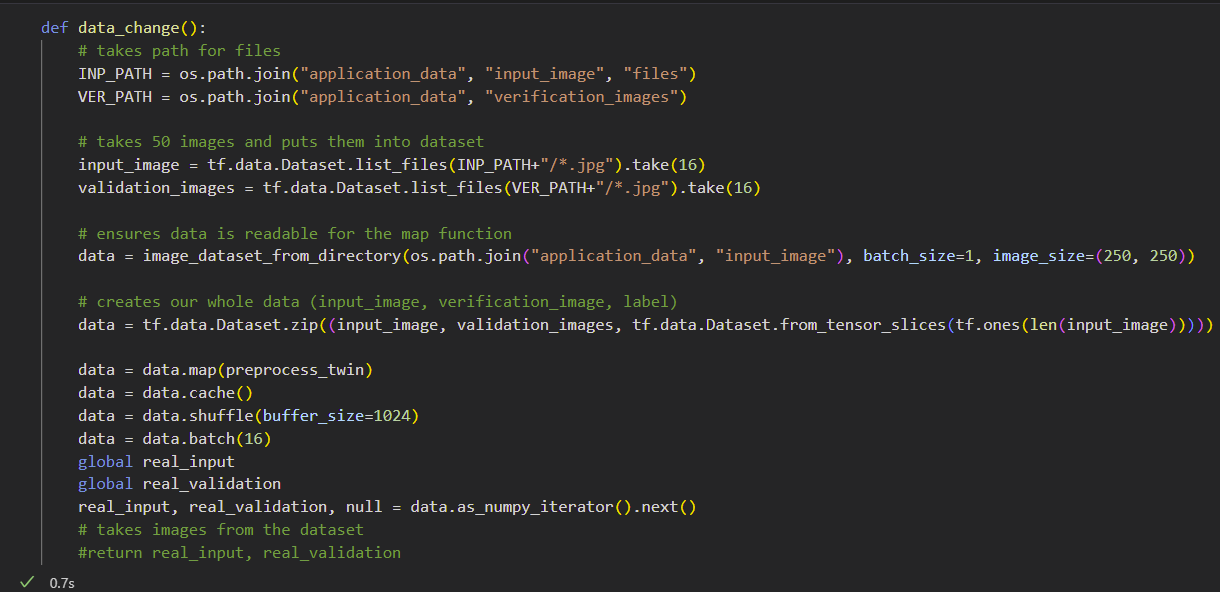 def data_change():
    # takes path for files
    INP_PATH = os.path.join("application_data", "input_image", "files")
    VER_PATH = os.path.join("application_data", "verification_images")
    # takes 50 images and puts them into dataset
    input_image = tf.data.Dataset.list_files(INP_PATH+"/*.jpg").take(16)
    validation_images = tf.data.Dataset.list_files(VER_PATH+"/*.jpg").take(16)
    # ensures data is readable for the map function
    data = image_dataset_from_directory(os.path.join("application_data", "input_image"), batch_size=1, image_size=(250, 250))
    # creates our whole data (input_image, verification_image, label)
    data = tf.data.Dataset.zip((input_image, validation_images, tf.data.Dataset.from_tensor_slices(tf.ones(len(input_image)))))
    data = data.map(preprocess_twin)
    data = data.cache()
    data = data.shuffle(buffer_size=1024)
    data = data.batch(16)
    global real_input
    global real_validation
    real_input, real_validation, null = data.as_numpy_iterator().next()
    # takes images from the dataset
    #return real_input, real_validation
0.7s